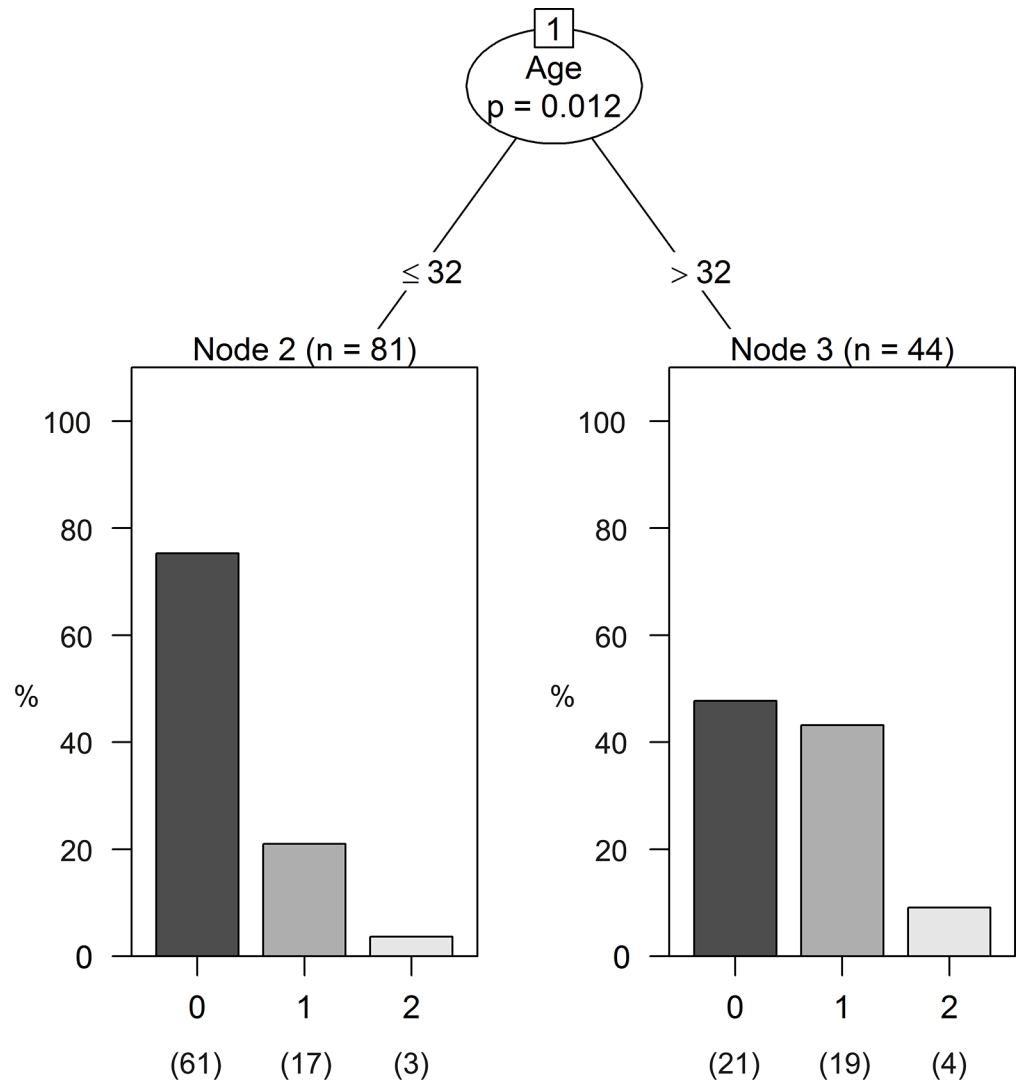 1
Age
p = 0.012
≤ 32
> 32
Node 2 (n = 81)
100
80
60
40
20
0
%
0 1 2
(61) (17) (3)
Node 3 (n = 44)
100
80
60
40
20
0
%
0 1 2
(21) (19) (4)